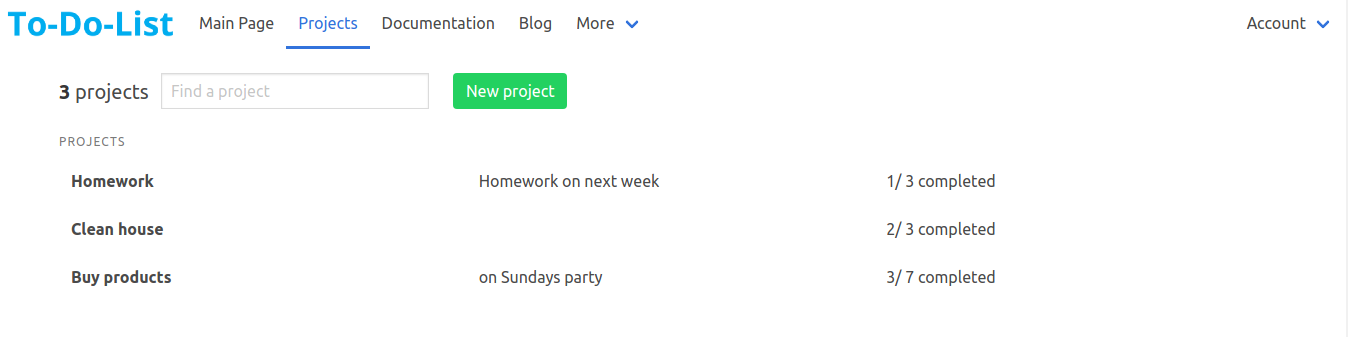 To-Do-List Main Page Projects Documentation Blog More Account
3 projects Find a project New project
PROJECTS
Homework Homework on next week 1/ 3 completed
Clean house 2/ 3 completed
Buy products on Sundays party 3/ 7 completed